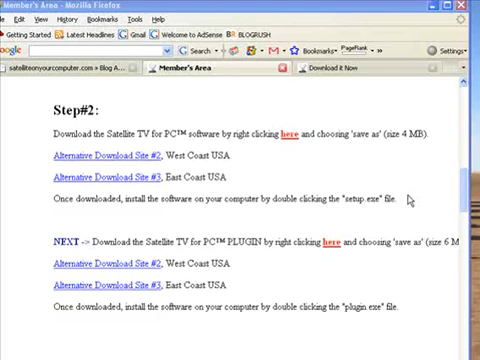 Member's Area - Mozilla Firefox
Edit View History Bookmarks Tools Help
Getting Started Latest Headlines Gmail Welcome to AdSense BLOGRUSH
oogle Search Bookmarks PageRank Settings
satelliteonyourcomputer.com » Blog A... Member's Area Download it Now
Step#2:
Download the Satellite TV for PC™ software by right clicking here and choosing 'save as' (size 4 MB).
Alternative Download Site #2, West Coast USA
Alternative Download Site #3, East Coast USA
Once downloaded, install the software on your computer by double clicking the "setup.exe" file.
NEXT -> Download the Satellite TV for PC™ PLUGIN by right clicking here and choosing 'save as' (size 6 M
Alternative Download Site #2, West Coast USA
Alternative Download Site #3, East Coast USA
Once downloaded, install the software on your computer by double clicking the "plugin.exe" file.